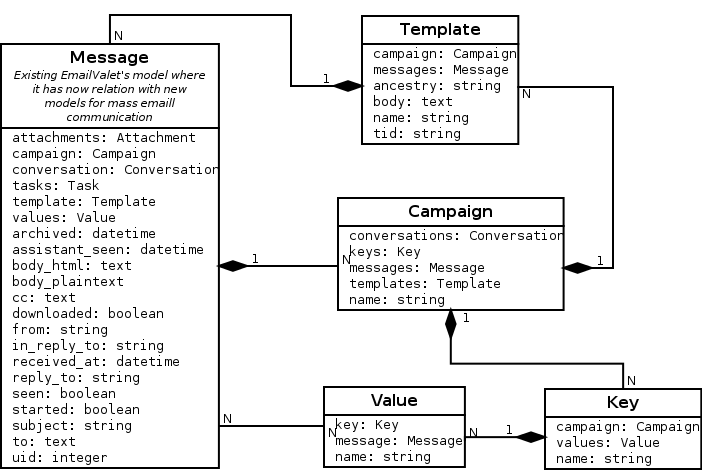 Message
Existing EmailValet's model where
it has now relation with new
models for mass emaill
communication
attachments: Attachment
campaign: Campaign
conversation: Conversation
tasks: Task
template: Template
values: Value
archived: datetime
assistant_seen: datetime
body_html: text
body_plaintext
cc: text
downloaded: boolean
from: string
in_reply_to: string
received_at: datetime
reply_to: string
seen: boolean
started: boolean
subject: string
to: text
uid: integer
N
1
Template
campaign: Campaign
messages: Message
ancestry: string
body: text
name: string
tid: string
N
1
Campaign
conversations: Conversation
keys: Key
messages: Message
templates: Template
name: string
1
N
1
N
Value
key: Key
message: Message
name: string
N
N
N
1
Key
campaign: Campaign
values: Value
name: string